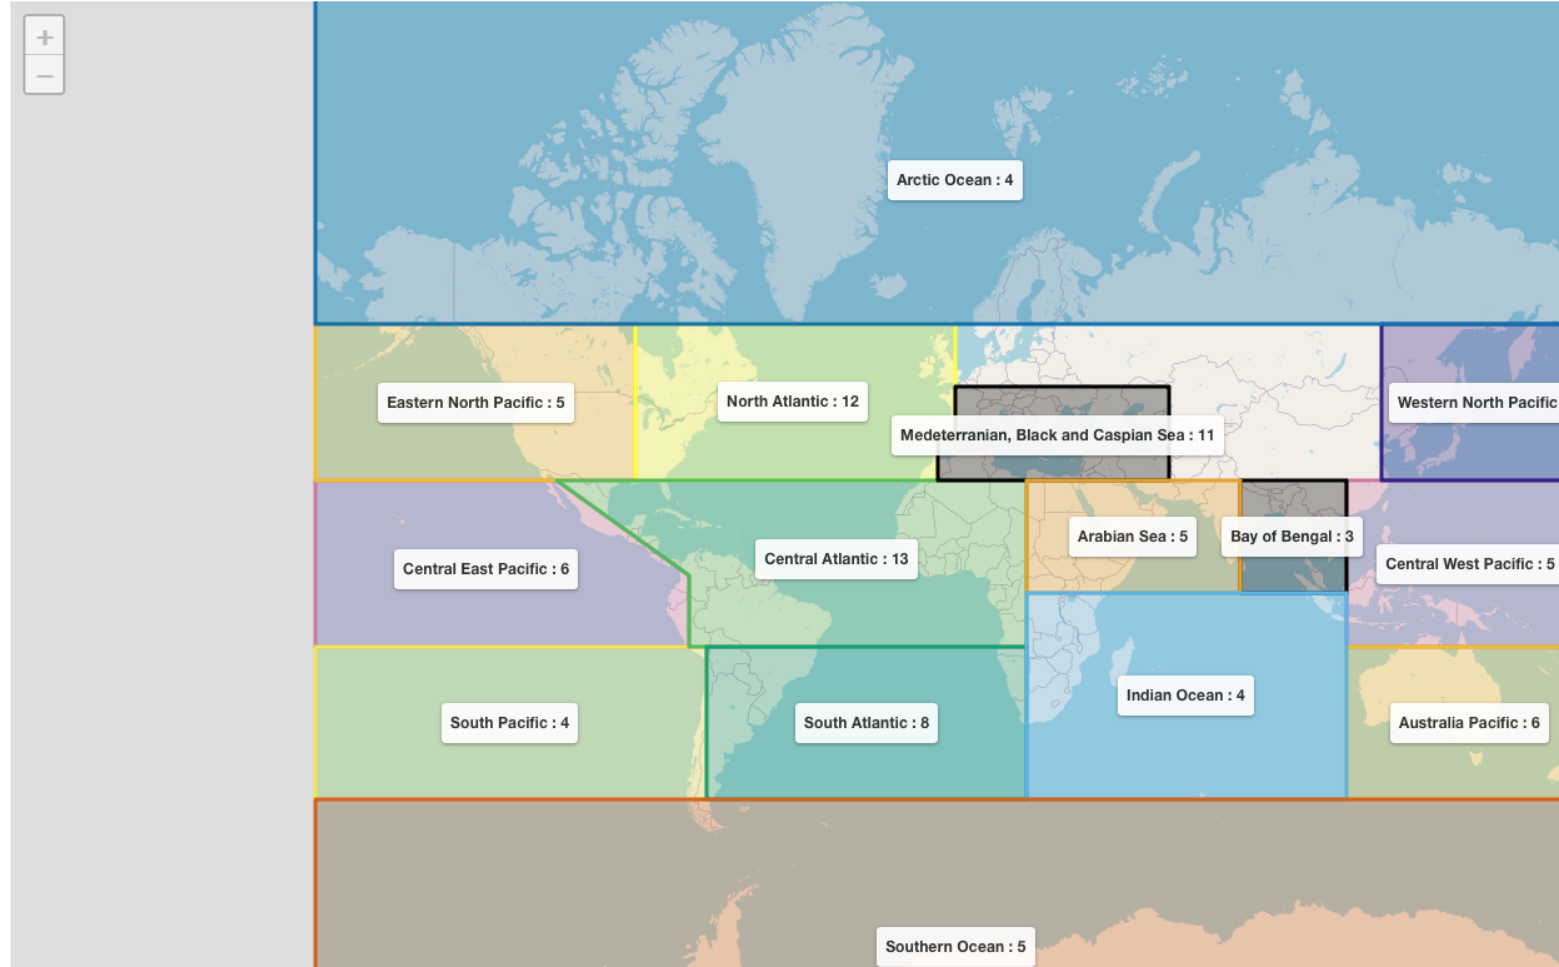 +
−
Arctic Ocean : 4
Eastern North Pacific : 5
North Atlantic : 12
Western North Pacific
Medeterranian, Black and Caspian Sea : 11
Arabian Sea : 5
Bay of Bengal : 3
Central Atlantic : 13
Central East Pacific : 6
Central West Pacific : 5
Indian Ocean : 4
South Pacific : 4
South Atlantic : 8
Australia Pacific : 6
Southern Ocean : 5